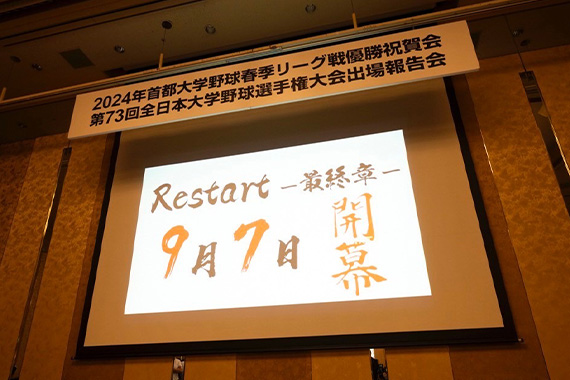 2024年首都大学野球春季リーグ戦優勝祝賀会
第73回全日本大学野球選手権大会出場報告会
Restart −最終章−
9月7日 開幕